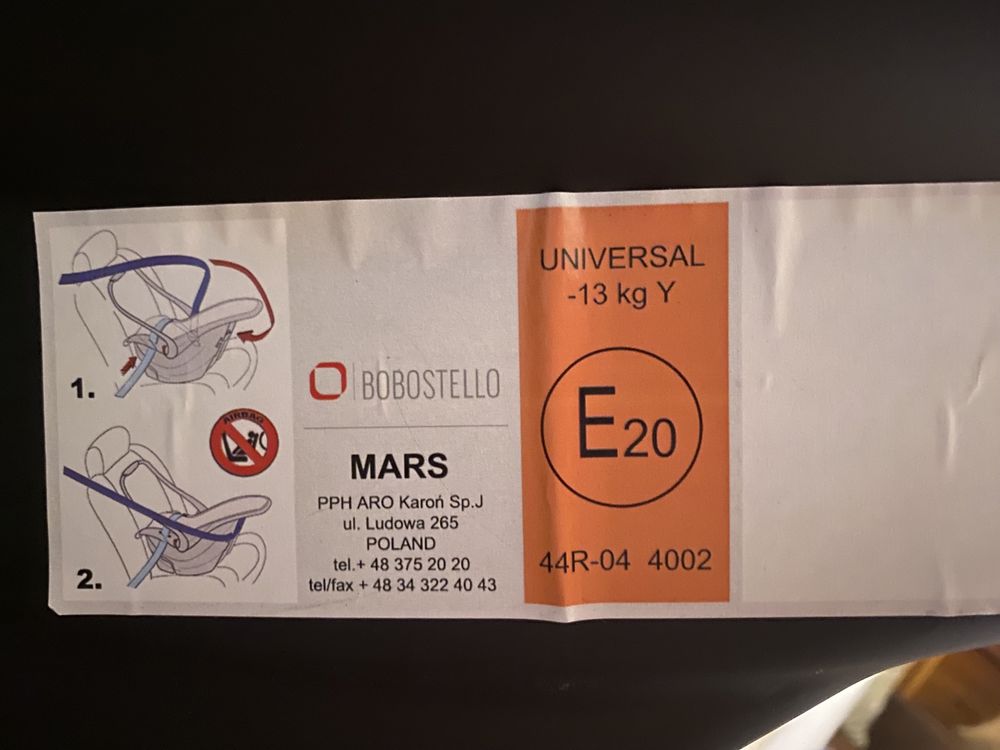 1.
AIRBAG
2.
BOBOSTELLO
MARS
PPH ARO Karoń Sp.J
ul. Ludowa 265
POLAND
tel.+ 48 375 20 20
tel/fax + 48 34 322 40 43
UNIVERSAL
-13 kg Y
E20
44R-04 4002